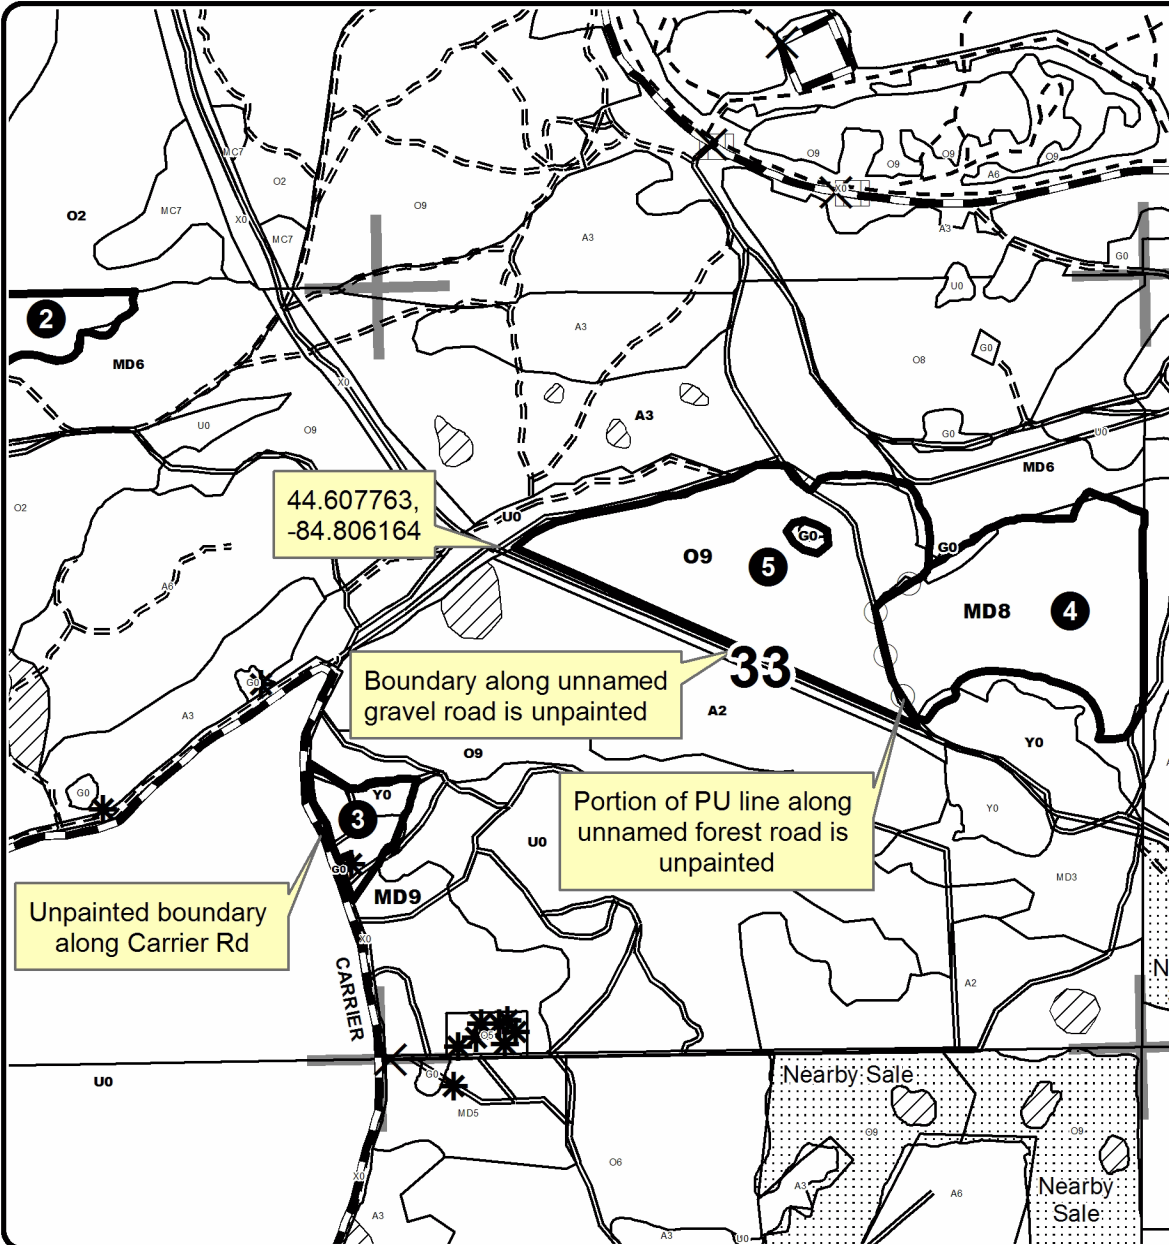 MC7
O2
O9
O9
O9
O9
A6
X0
MC7
O2
X0
O9
MC7
A3
A3
G0
U0
2
A3
MD6
X0
G0
O8
A3
U0
O9
G0
U0
MD6
44.607763,
-84.806164
O2
U0
G0
G0
O9
5
A6
MD8
4
33
Boundary along unnamed
gravel road is unpainted
G0
A3
A2
Y0
O9
Portion of PU line along
unnamed forest road is
unpainted
G0
Y0
3
Y0
U0
G0
MD3
MD9
Unpainted boundary
along Carrier Rd
X0
N
CARRIER
A2
G0
Nearby Sale
U0
MD5
O9
O9
O6
X0
A3
A6
Nearby
Sale
A3
A3
U0